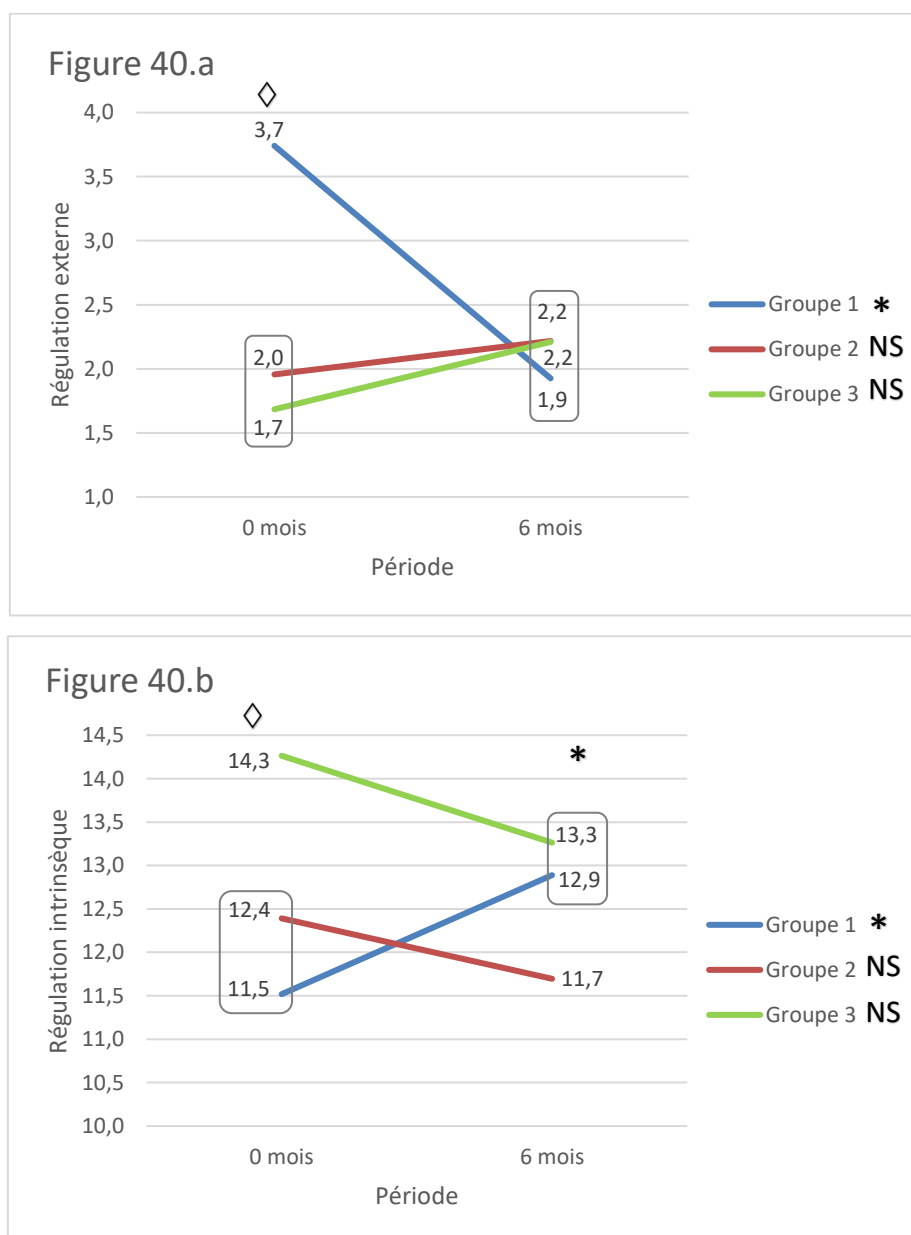 Figure 40.a
◊
4,0
3,7
3,5
3,0
2,5
2,0
1,5
1,0
Régulation externe
2,0
1,7
2,2
2,2
1,9
0 mois
6 mois
Période
Groupe 1 *
Groupe 2 NS
Groupe 3 NS
Figure 40.b
◊
*
14,5
14,0
13,5
13,0
12,5
12,0
11,5
11,0
10,5
10,0
Régulation intrinsèque
14,3
12,4
11,5
13,3
12,9
11,7
0 mois
6 mois
Période
Groupe 1 *
Groupe 2 NS
Groupe 3 NS